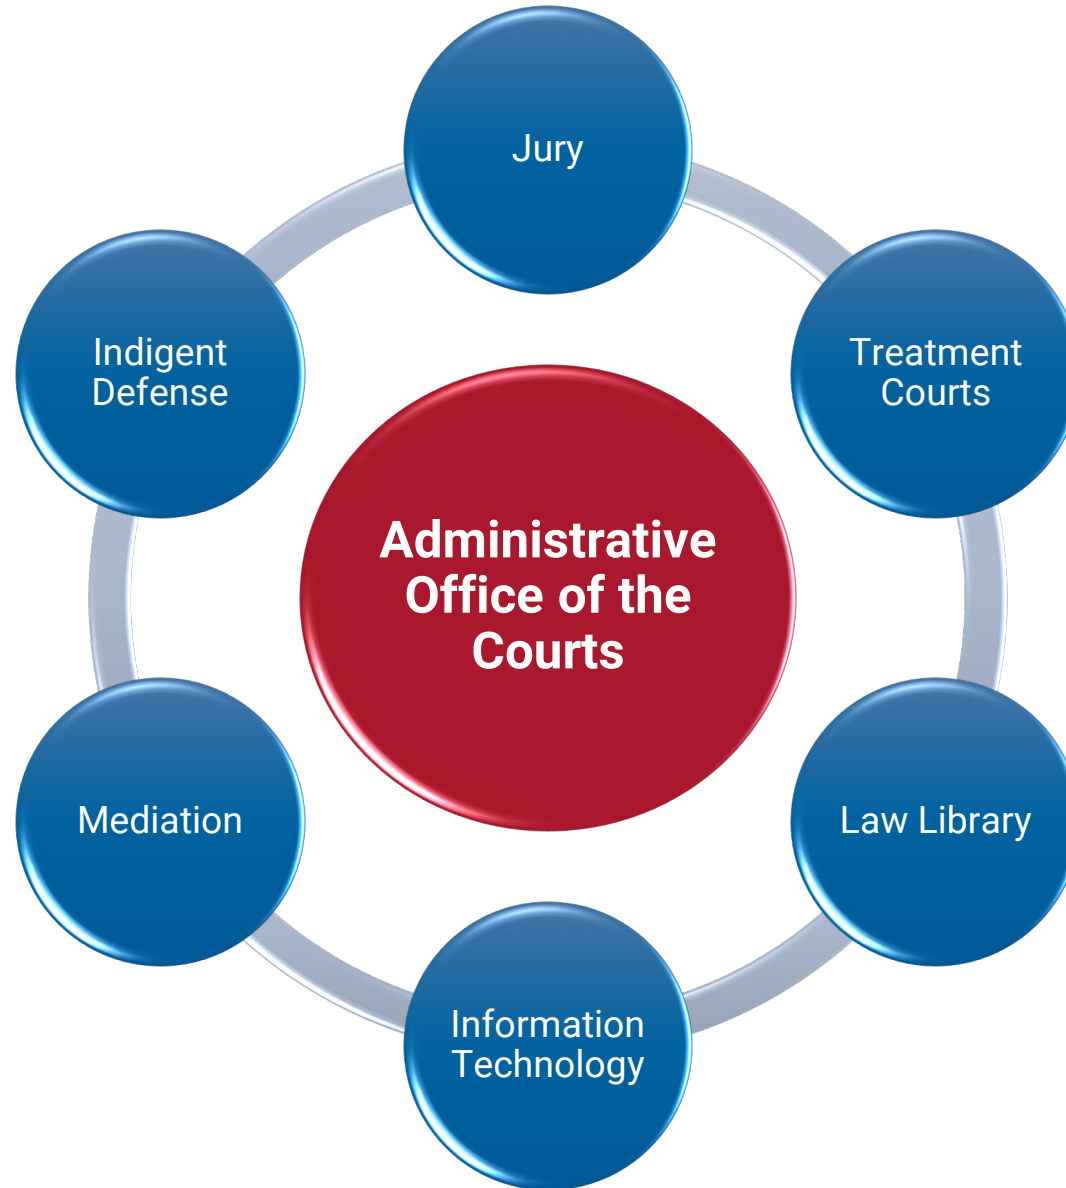 Jury
Indigent
Defense
Treatment
Courts
Administrative
Office of the
Courts
Mediation
Law Library
Information
Technology